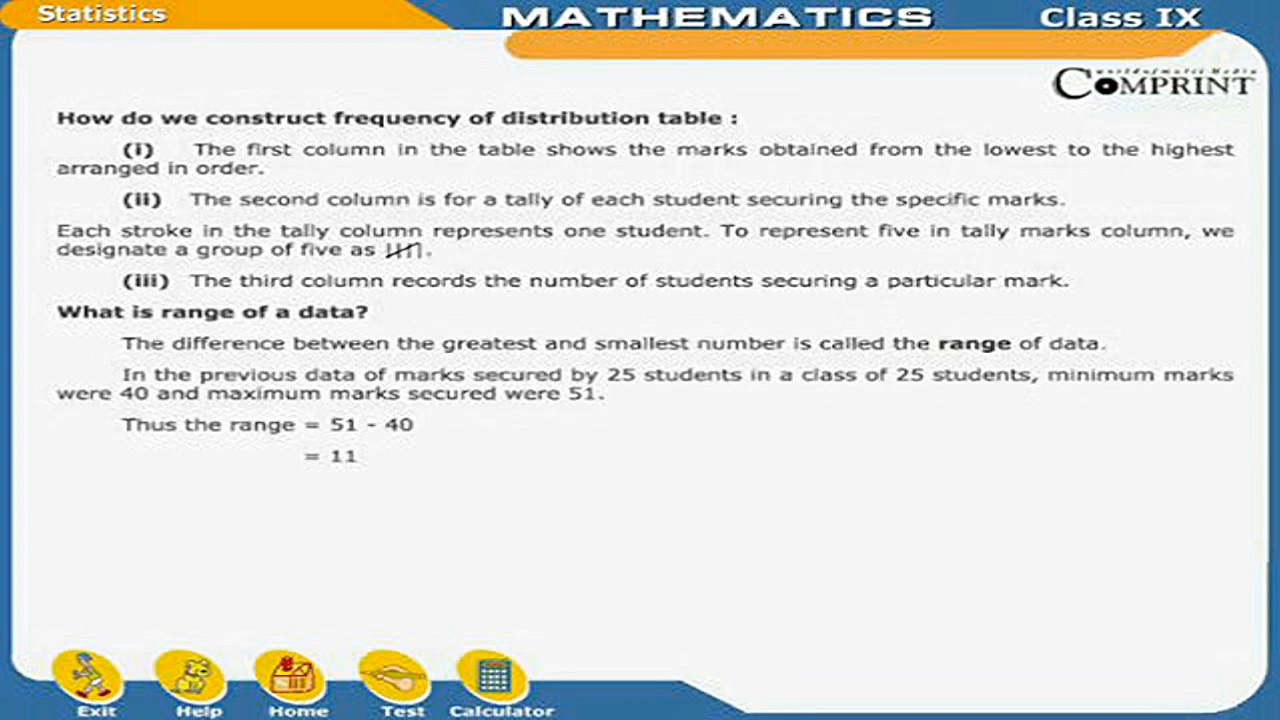 Statistics
MATHEMATICS
Class IX
World of Multi Media
COMPRINT
How do we construct frequency of distribution table :
(i) The first column in the table shows the marks obtained from the lowest to the highest
arranged in order.
(ii) The second column is for a tally of each student securing the specific marks.
Each stroke in the tally column represents one student. To represent five in tally marks column, we
designate a group of five as .
(iii) The third column records the number of students securing a particular mark.
What is range of a data?
The difference between the greatest and smallest number is called the range of data.
In the previous data of marks secured by 25 students in a class of 25 students, minimum marks
were 40 and maximum marks secured were 51.
Thus the range = 51 - 40
= 11
Exit
Help
Home
Test
Calculator